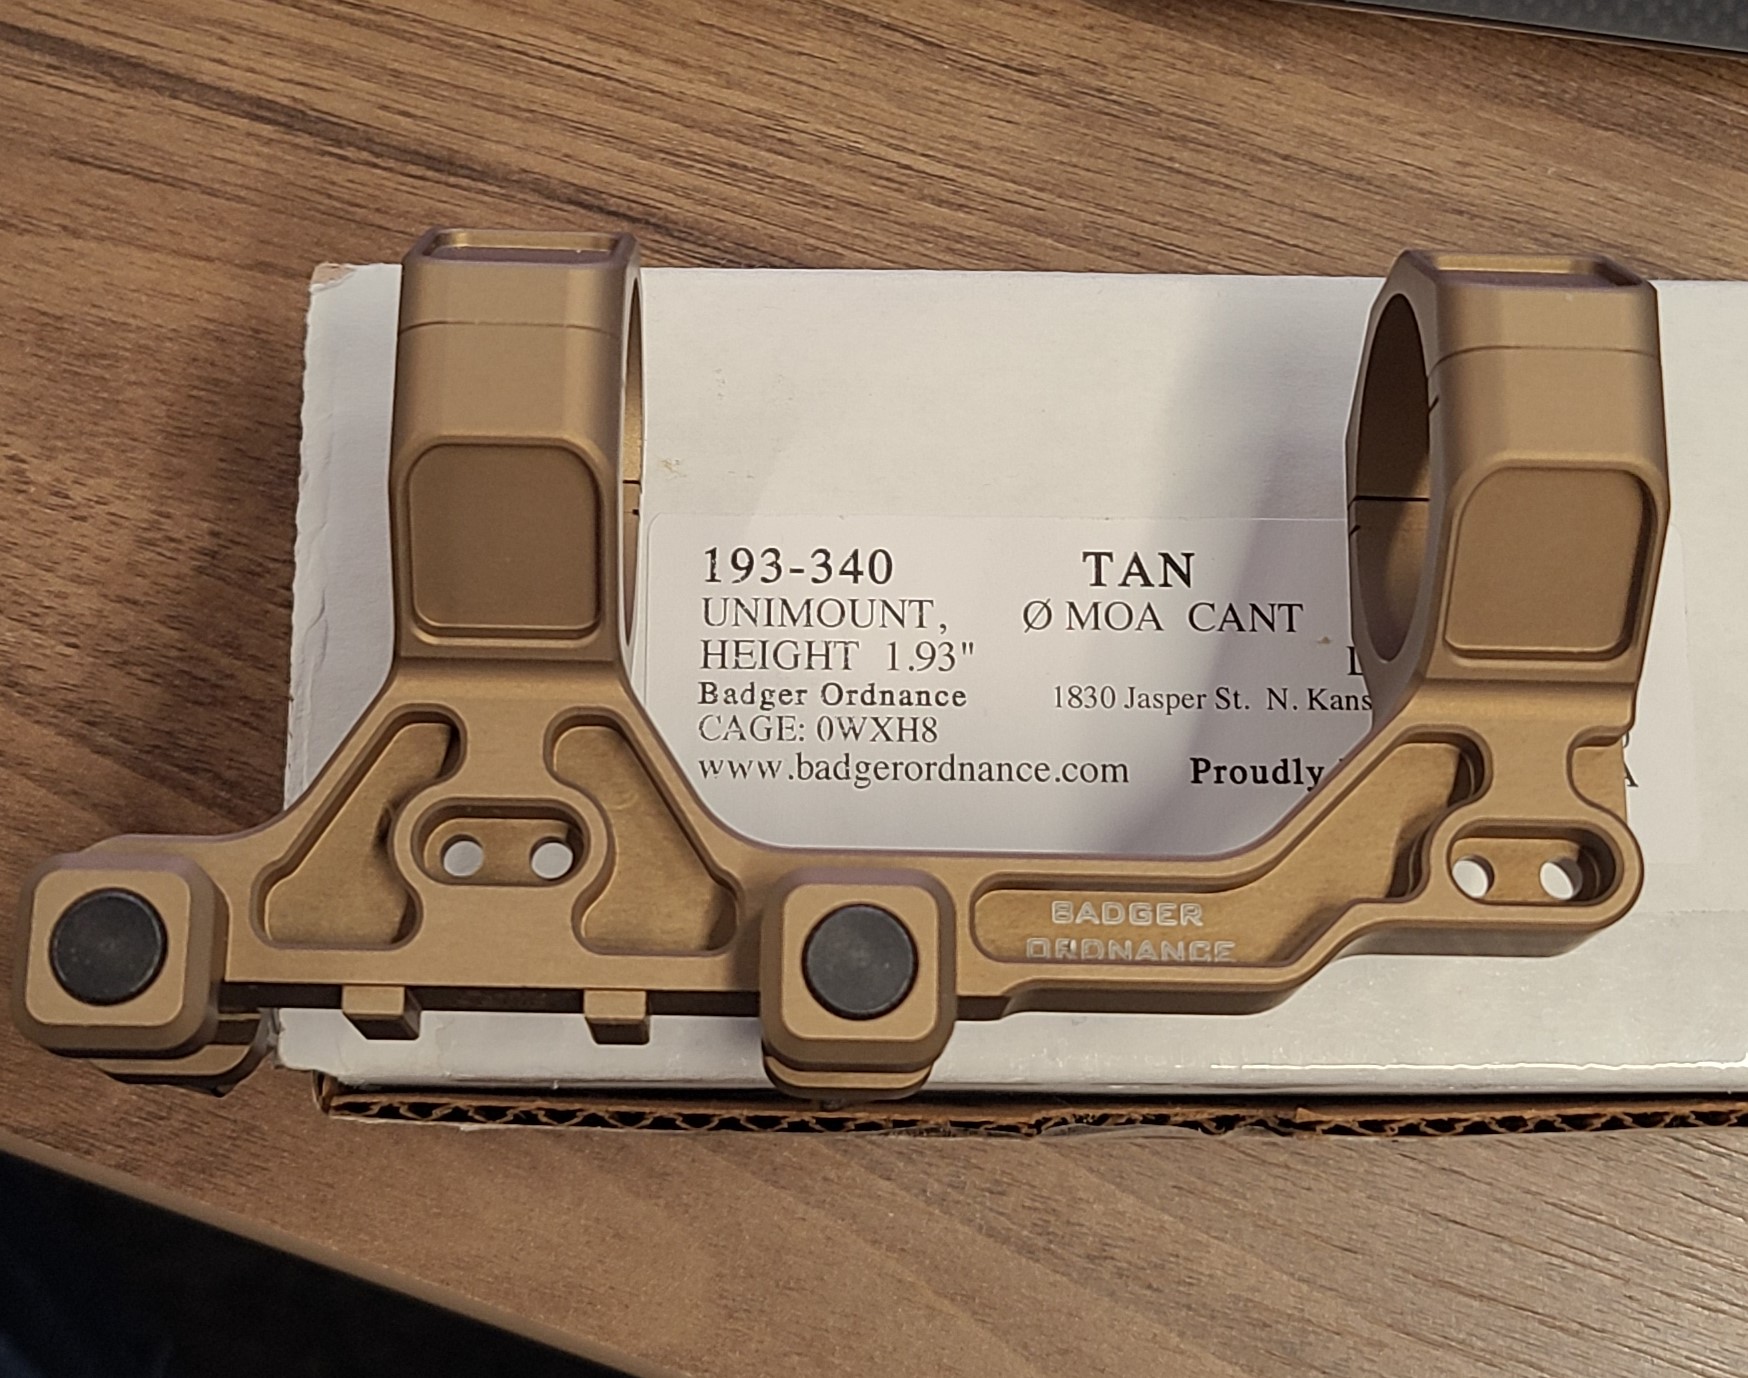 193-340 TAN
UNIMOUNT, Ø MOA CANT
HEIGHT 1.93"
Badger Ordnance 1830 Jasper St. N. Kans
CAGE: 0WXH8
www.badgerordnance.com Proudly
BADGER
ORDNANCE